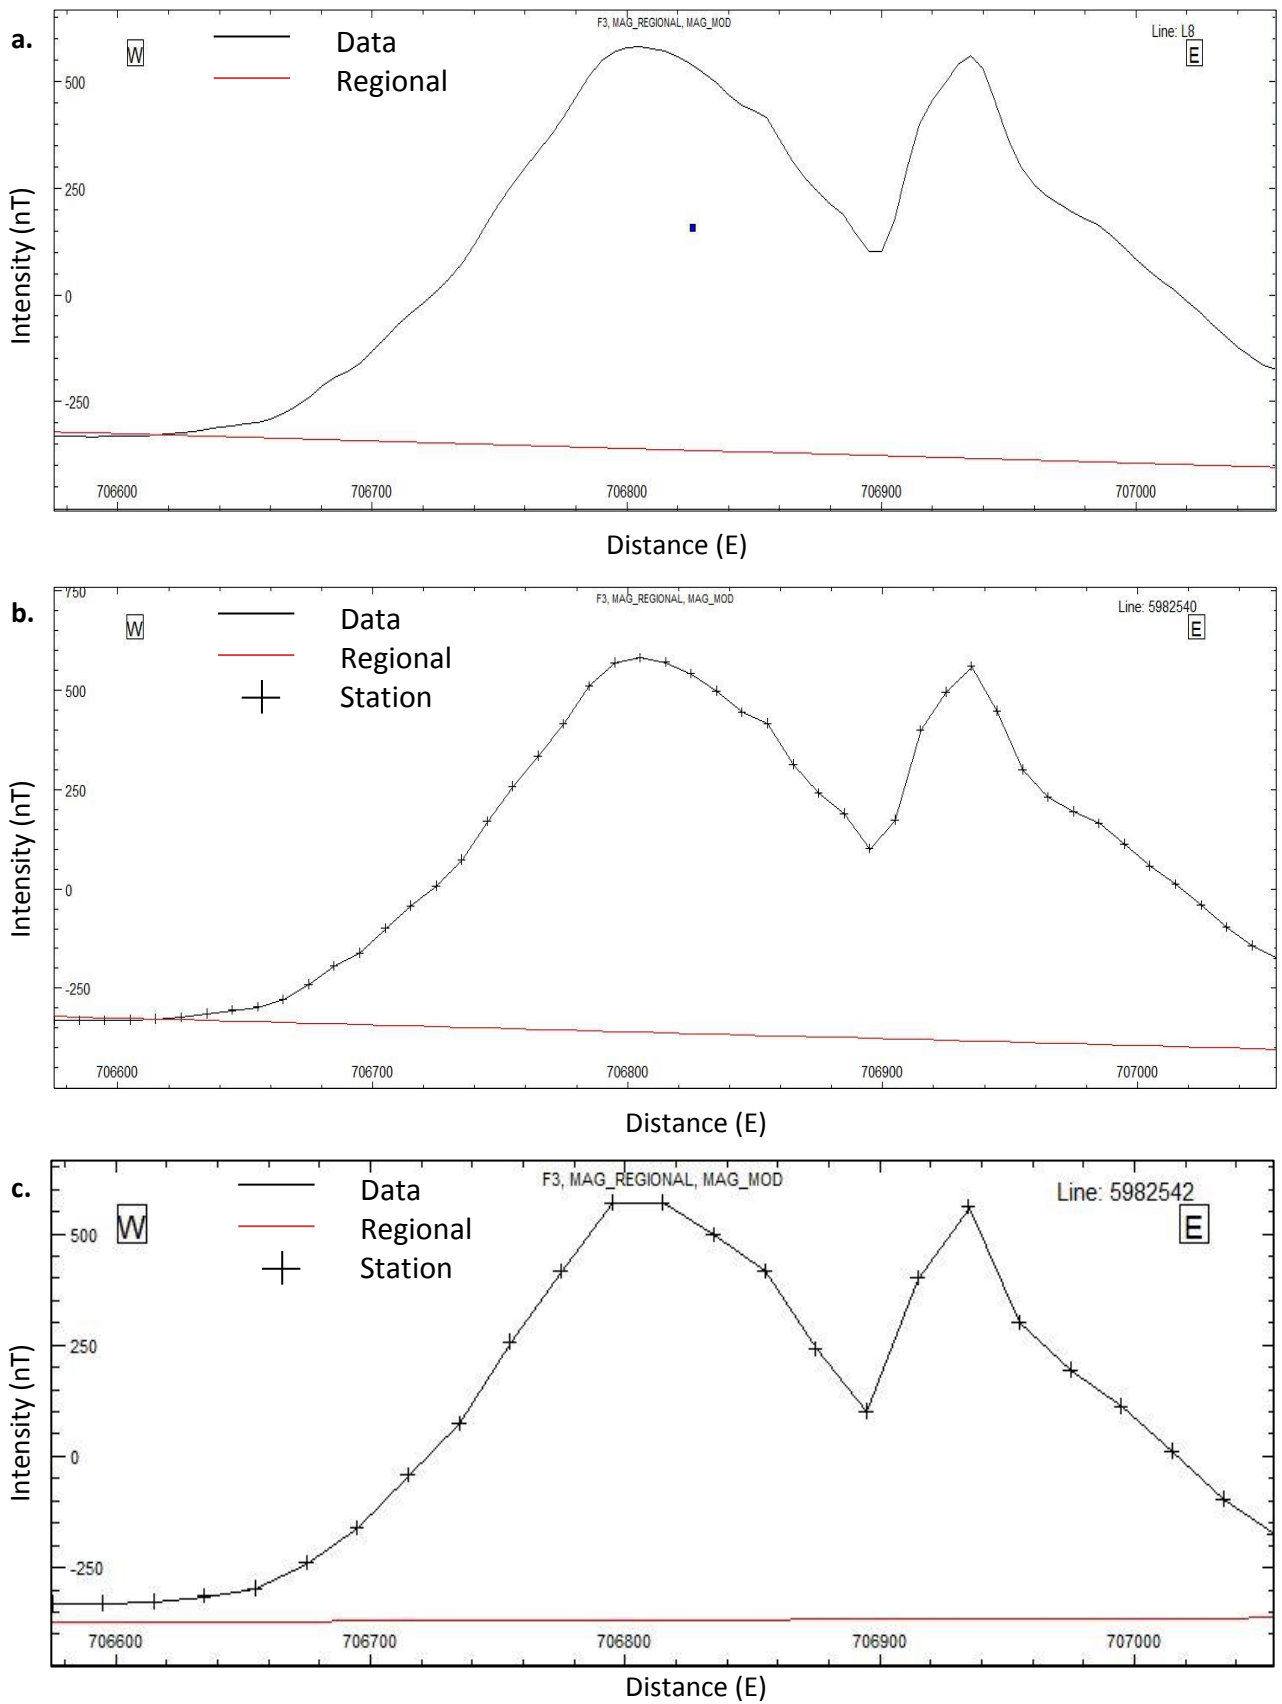 a.
F3, MAG_REGIONAL, MAG_MOD
Line: L8
W
E
Data
Regional
500
250
0
-250
Intensity (nT)
706600 706700 706800 706900 707000
Distance (E)
b.
750
F3, MAG_REGIONAL, MAG_MOD
Line: 5982540
W
E
Data
Regional
Station
500
250
0
-250
Intensity (nT)
706600 706700 706800 706900 707000
Distance (E)
c.
F3, MAG_REGIONAL, MAG_MOD
Line: 5982542
W
E
Data
Regional
Station
500
250
0
-250
Intensity (nT)
706600 706700 706800 706900 707000
Distance (E)